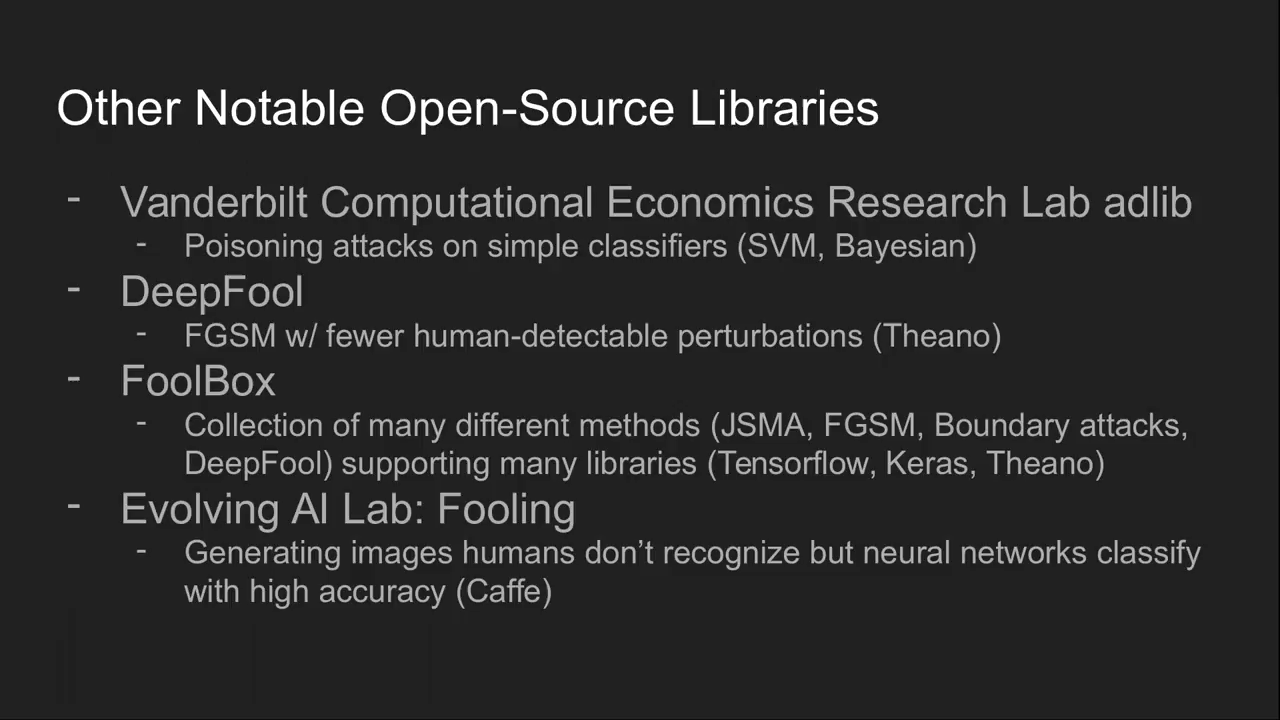 Other Notable Open-Source Libraries
- Vanderbilt Computational Economics Research Lab adlib
- Poisoning attacks on simple classifiers (SVM, Bayesian)
- DeepFool
- FGSM w/ fewer human-detectable perturbations (Theano)
- FoolBox
- Collection of many different methods (JSMA, FGSM, Boundary attacks,
DeepFool) supporting many libraries (Tensorflow, Keras, Theano)
- Evolving AI Lab: Fooling
- Generating images humans don’t recognize but neural networks classify
with high accuracy (Caffe)